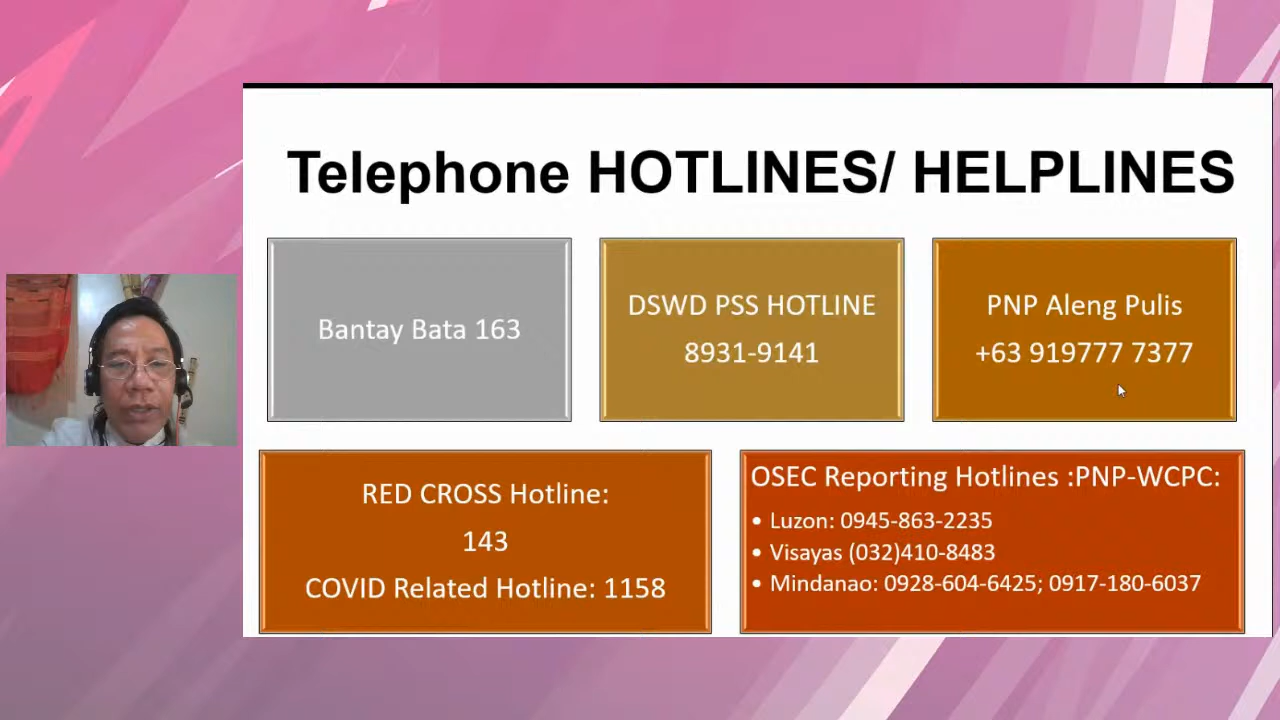 Telephone HOTLINES/ HELPLINES
Bantay Bata 163
DSWD PSS HOTLINE
8931-9141
PNP Aleng Pulis
+63 919777 7377
RED CROSS Hotline:
143
COVID Related Hotline: 1158
OSEC Reporting Hotlines :PNP-WCPC:
• Luzon: 0945-863-2235
• Visayas (032)410-8483
• Mindanao: 0928-604-6425; 0917-180-6037